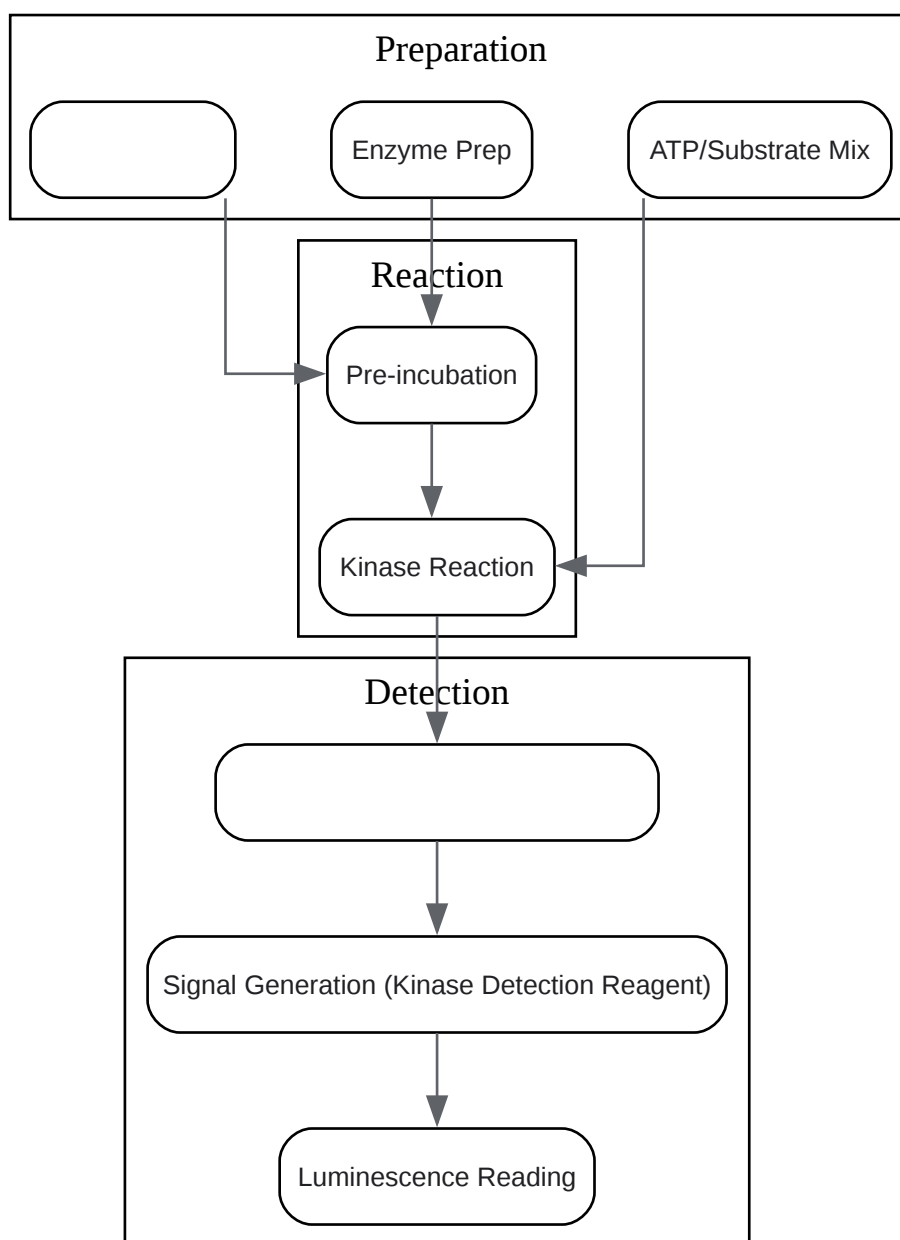 Preparation
Enzyme Prep
ATP/Substrate Mix
Reaction
Pre-incubation
Kinase Reaction
Detection
Signal Generation (Kinase Detection Reagent)
Luminescence Reading